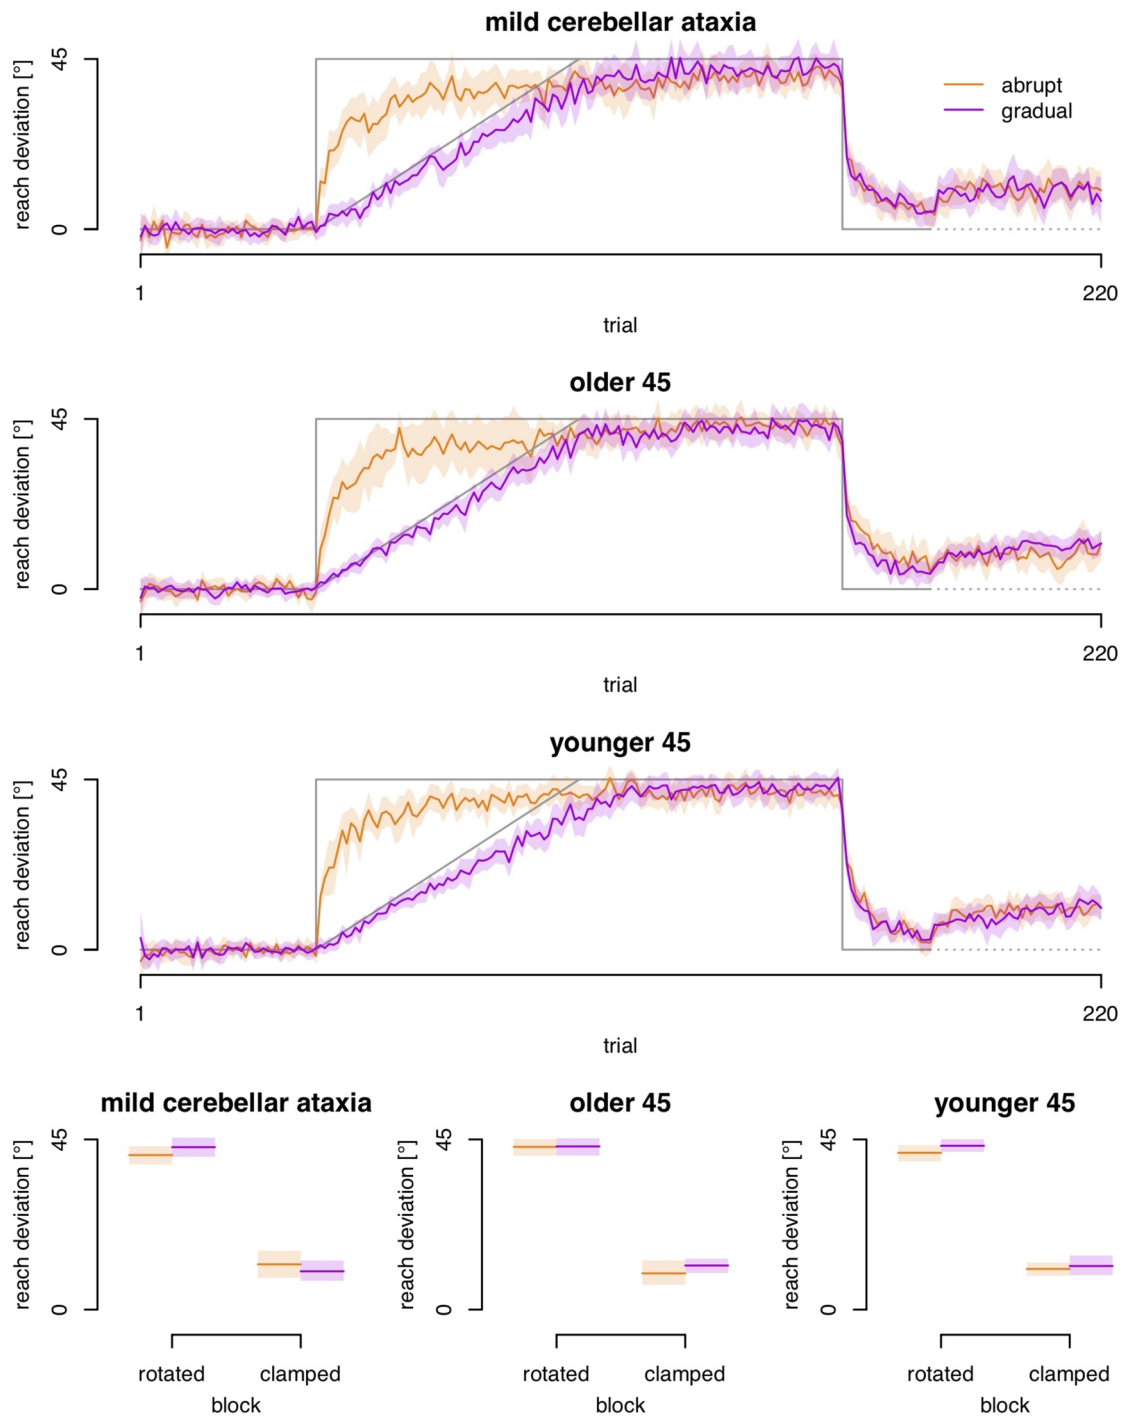 mild cerebellar ataxia
reach deviation [°]
45
0
abrupt
gradual
1
220
trial
older 45
reach deviation [°]
45
0
1
220
trial
younger 45
reach deviation [°]
45
0
1
220
trial
mild cerebellar ataxia
reach deviation [°]
45
0
rotated
clamped
block
older 45
reach deviation [°]
45
0
rotated
clamped
block
younger 45
reach deviation [°]
45
0
rotated
clamped
block